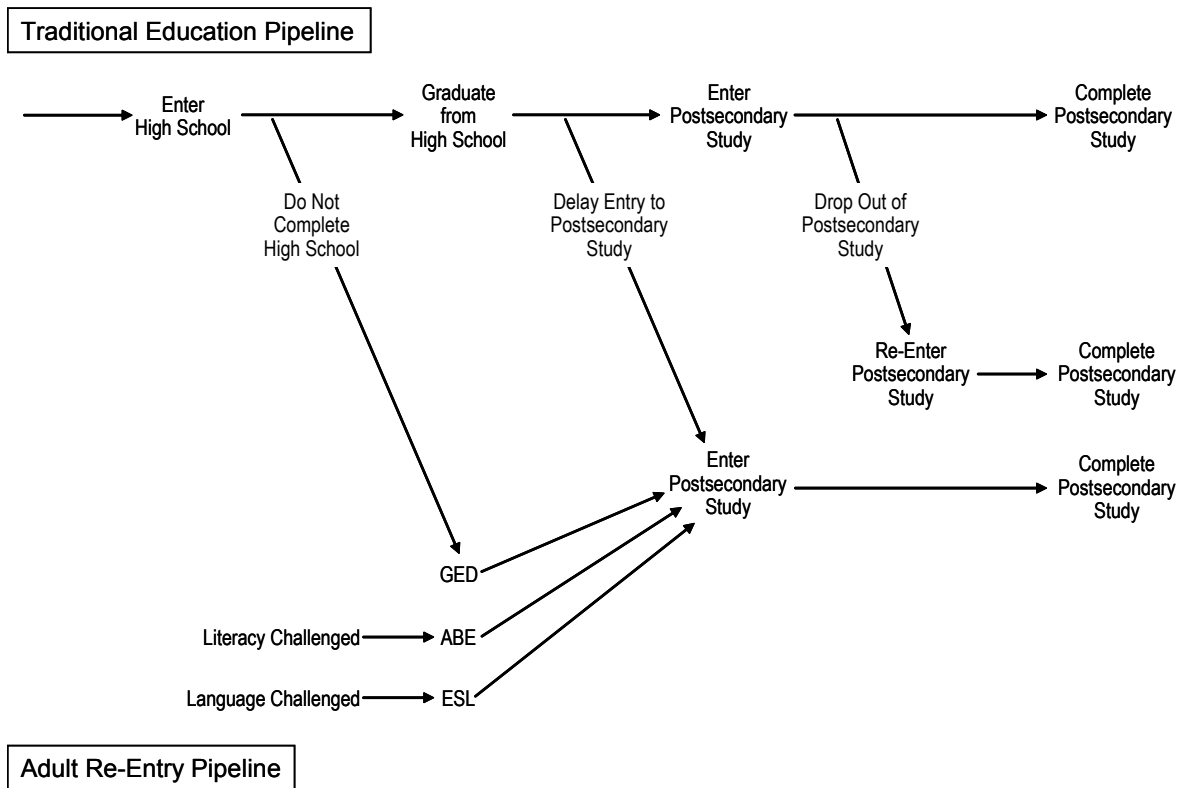 Traditional Education Pipeline
Enter
High School
Graduate
from
High School
Enter
Postsecondary
Study
Complete
Postsecondary
Study
Do Not
Complete
High School
Delay Entry to
Postsecondary
Study
Drop Out of
Postsecondary
Study
Re-Enter
Postsecondary
Study
Complete
Postsecondary
Study
Enter
Postsecondary
Study
Complete
Postsecondary
Study
GED
Literacy Challenged
ABE
Language Challenged
ESL
Adult Re-Entry Pipeline